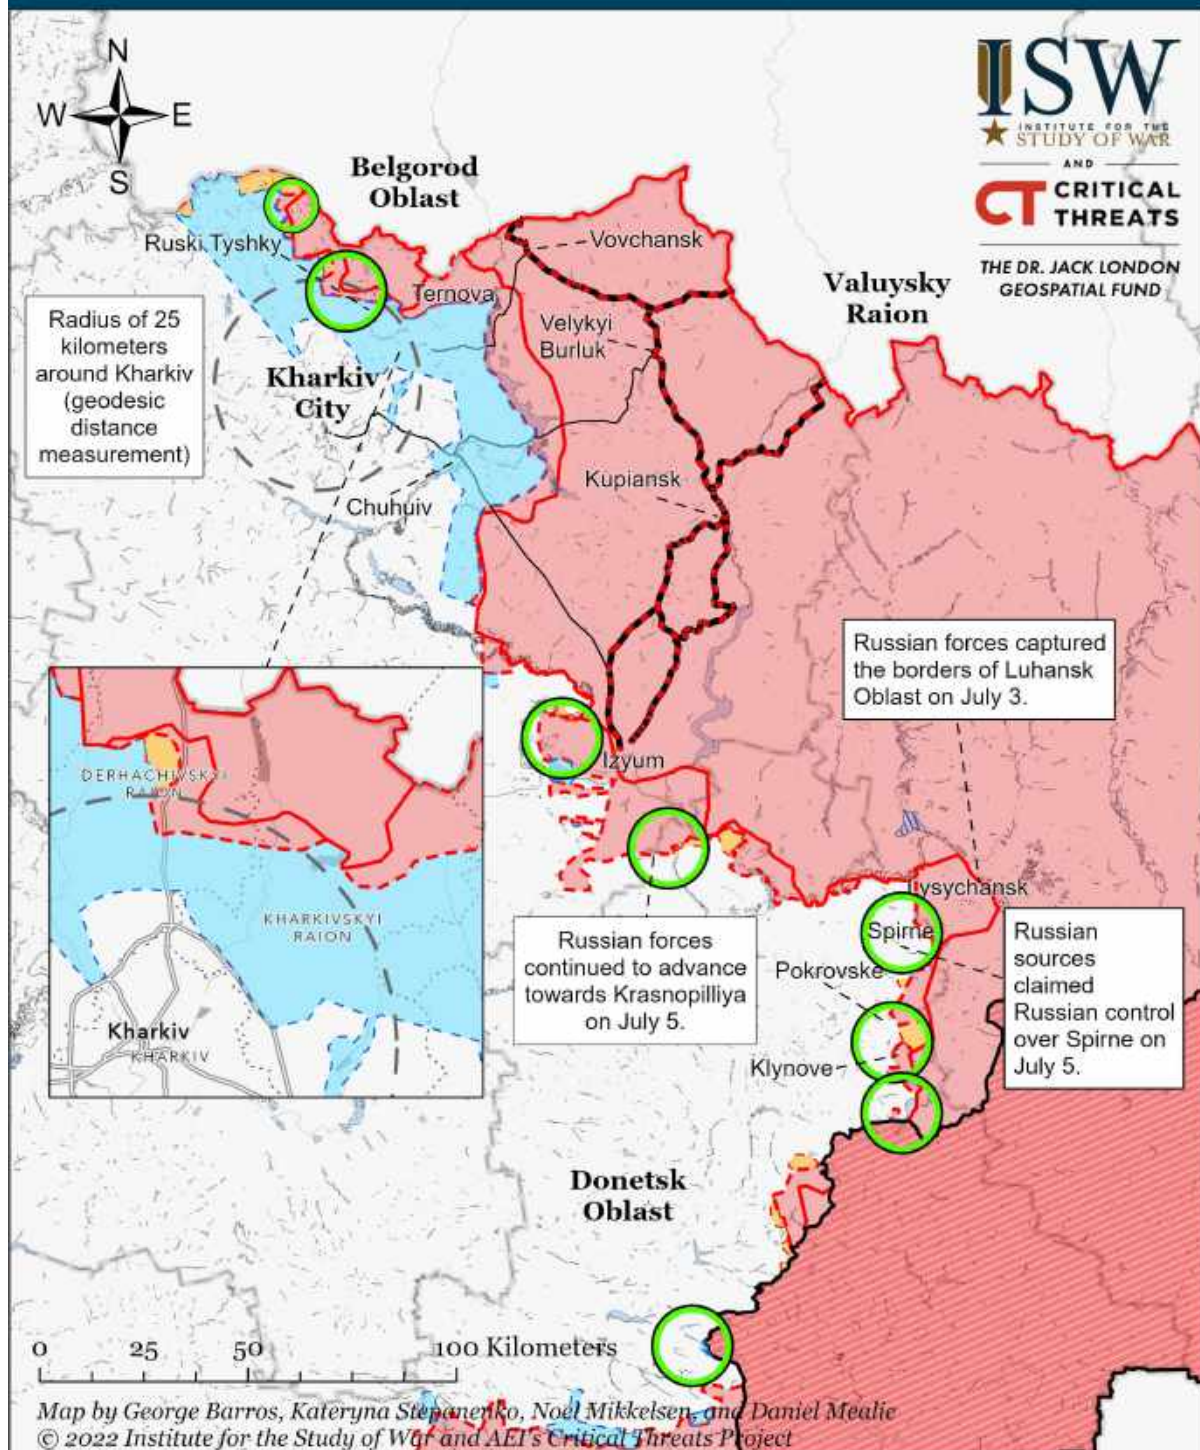 N
W E
S
ISW
INSTITUTE FOR THE
STUDY OF WAR
AND
CT CRITICAL
THREATS
THE DR. JACK LONDON
GEOSPATIAL FUND
Belgorod
Oblast
Ruski Tyshky
Vovchansk
Valuysky
Raion
Ternova
Radius of 25
kilometers
around Kharkiv
(geodesic
distance
measurement)
Velykyi
Burluk
Kharkiv
City
Kupiansk
Chuhuiv
Russian forces captured
the borders of Luhansk
Oblast on July 3.
DERHACHIVSKYI
RAION
Izyum
KHARKIVSKYI
RAION
Kharkiv
KHARKIV
Lysychansk
Spirne
Russian forces
continued to advance
towards Krasnopilliya
on July 5.
Pokrovske
Russian
sources
claimed
Russian control
over Spirne on
July 5.
Klynove
Donetsk
Oblast
0 25 50 100 Kilometers
Map by George Barros, Kateryna Stepanenko, Noel Mikkelsen, and Daniel Mealie
© 2022 Institute for the Study of War and AEI's Critical Threats Project